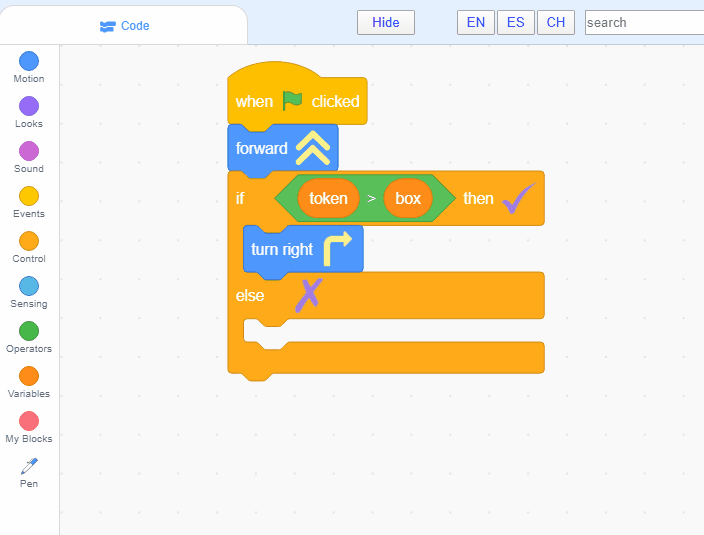 Code
Hide
EN ES CH
search
Motion
Looks
Sound
Events
Control
Sensing
Operators
Variables
My Blocks
Pen
when clicked
forward
if token > box then
turn right
else